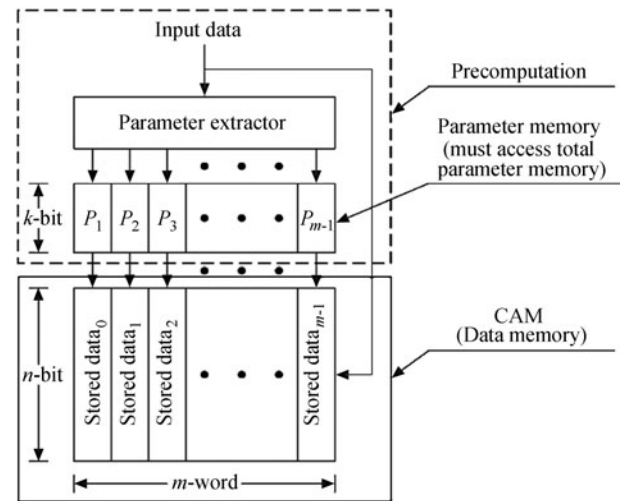 Input data
Precomputation
Parameter extractor
Parameter memory
(must access total
parameter memory)
k-bit
P1
P2
P3
Pm-1
CAM
(Data memory)
n-bit
Stored data0
Stored data1
Stored data2
Stored datam-1
m-word